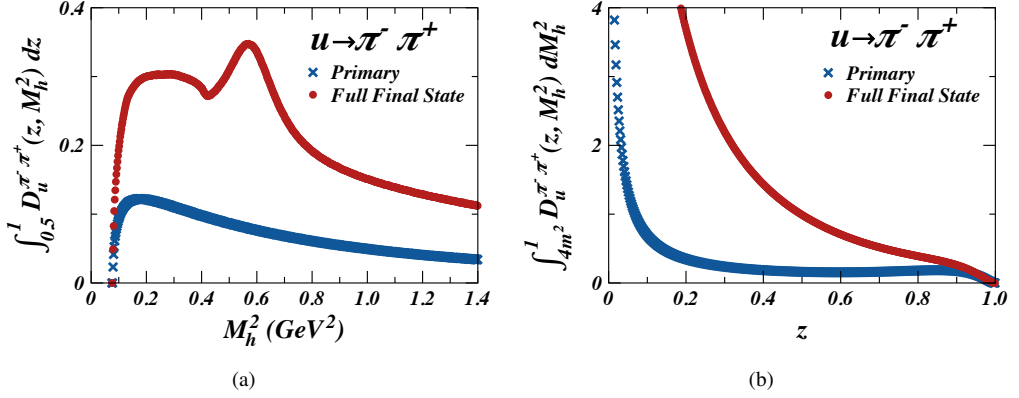 ∫₀.₅¹ D_u^{π⁻ π⁺}(z, M_h²) dz
0.4
0.2
0
u→π⁻ π⁺
Primary
Full Final State
0 0.2 0.4 0.6 0.8 1.0 1.2 1.4
M_h² (GeV²)
(a)
∫_{4m²}^1 D_u^{π⁻ π⁺}(z, M_h²) dM_h²
4
2
0
u→π⁻ π⁺
Primary
Full Final State
0 0.2 0.4 0.6 0.8 1.0
z
(b)